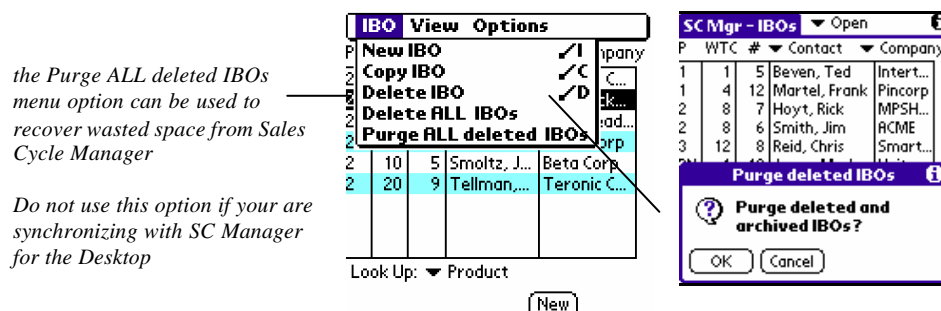 the Purge ALL deleted IBOs
menu option can be used to
recover wasted space from Sales
Cycle Manager
Do not use this option if your are
synchronizing with SC Manager
for the Desktop
IBO View Options
New IBO /I
Copy IBO /C
Delete IBO /D
Delete ALL IBOs
Purge ALL deleted IBOs
2 10 5 Smoltz, J... Beta Corp
2 20 9 Tellman,... Teronic C...
Look Up: Product
New
SC Mgr - IBOs Open
P WTC # Contact Company
1 1 5 Beven, Ted Intert...
1 4 12 Martel, Frank Pincorp
2 8 7 Hoyt, Rick MPSH...
2 8 6 Smith, Jim ACME
3 12 8 Reid, Chris Smart...
Purge deleted IBOs
Purge deleted and
archived IBOs?
OK Cancel